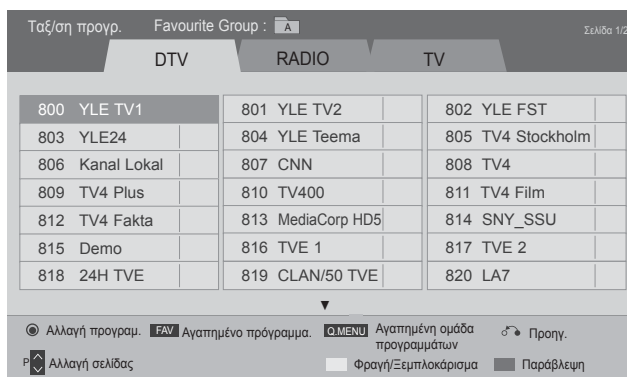 Ταξ/ση προγρ. Favourite Group : A Σελίδα 1/2
DTV RADIO TV
800 YLE TV1 801 YLE TV2 802 YLE FST
803 YLE24 804 YLE Teema 805 TV4 Stockholm
806 Kanal Lokal 807 CNN 808 TV4
809 TV4 Plus 810 TV400 811 TV4 Film
812 TV4 Fakta 813 MediaCorp HD5 814 SNY_SSU
815 Demo 816 TVE 1 817 TVE 2
818 24H TVE 819 CLAN/50 TVE 820 LA7
Αλλαγή προγραμ. FAV Αγαπημένο πρόγραμμα. Q.MENU Αγαπημένη ομάδα προγραμμάτων Προηγ.
P Αλλαγή σελίδας Φραγή/Ξεμπλοκάρισμα Παράβλεψη